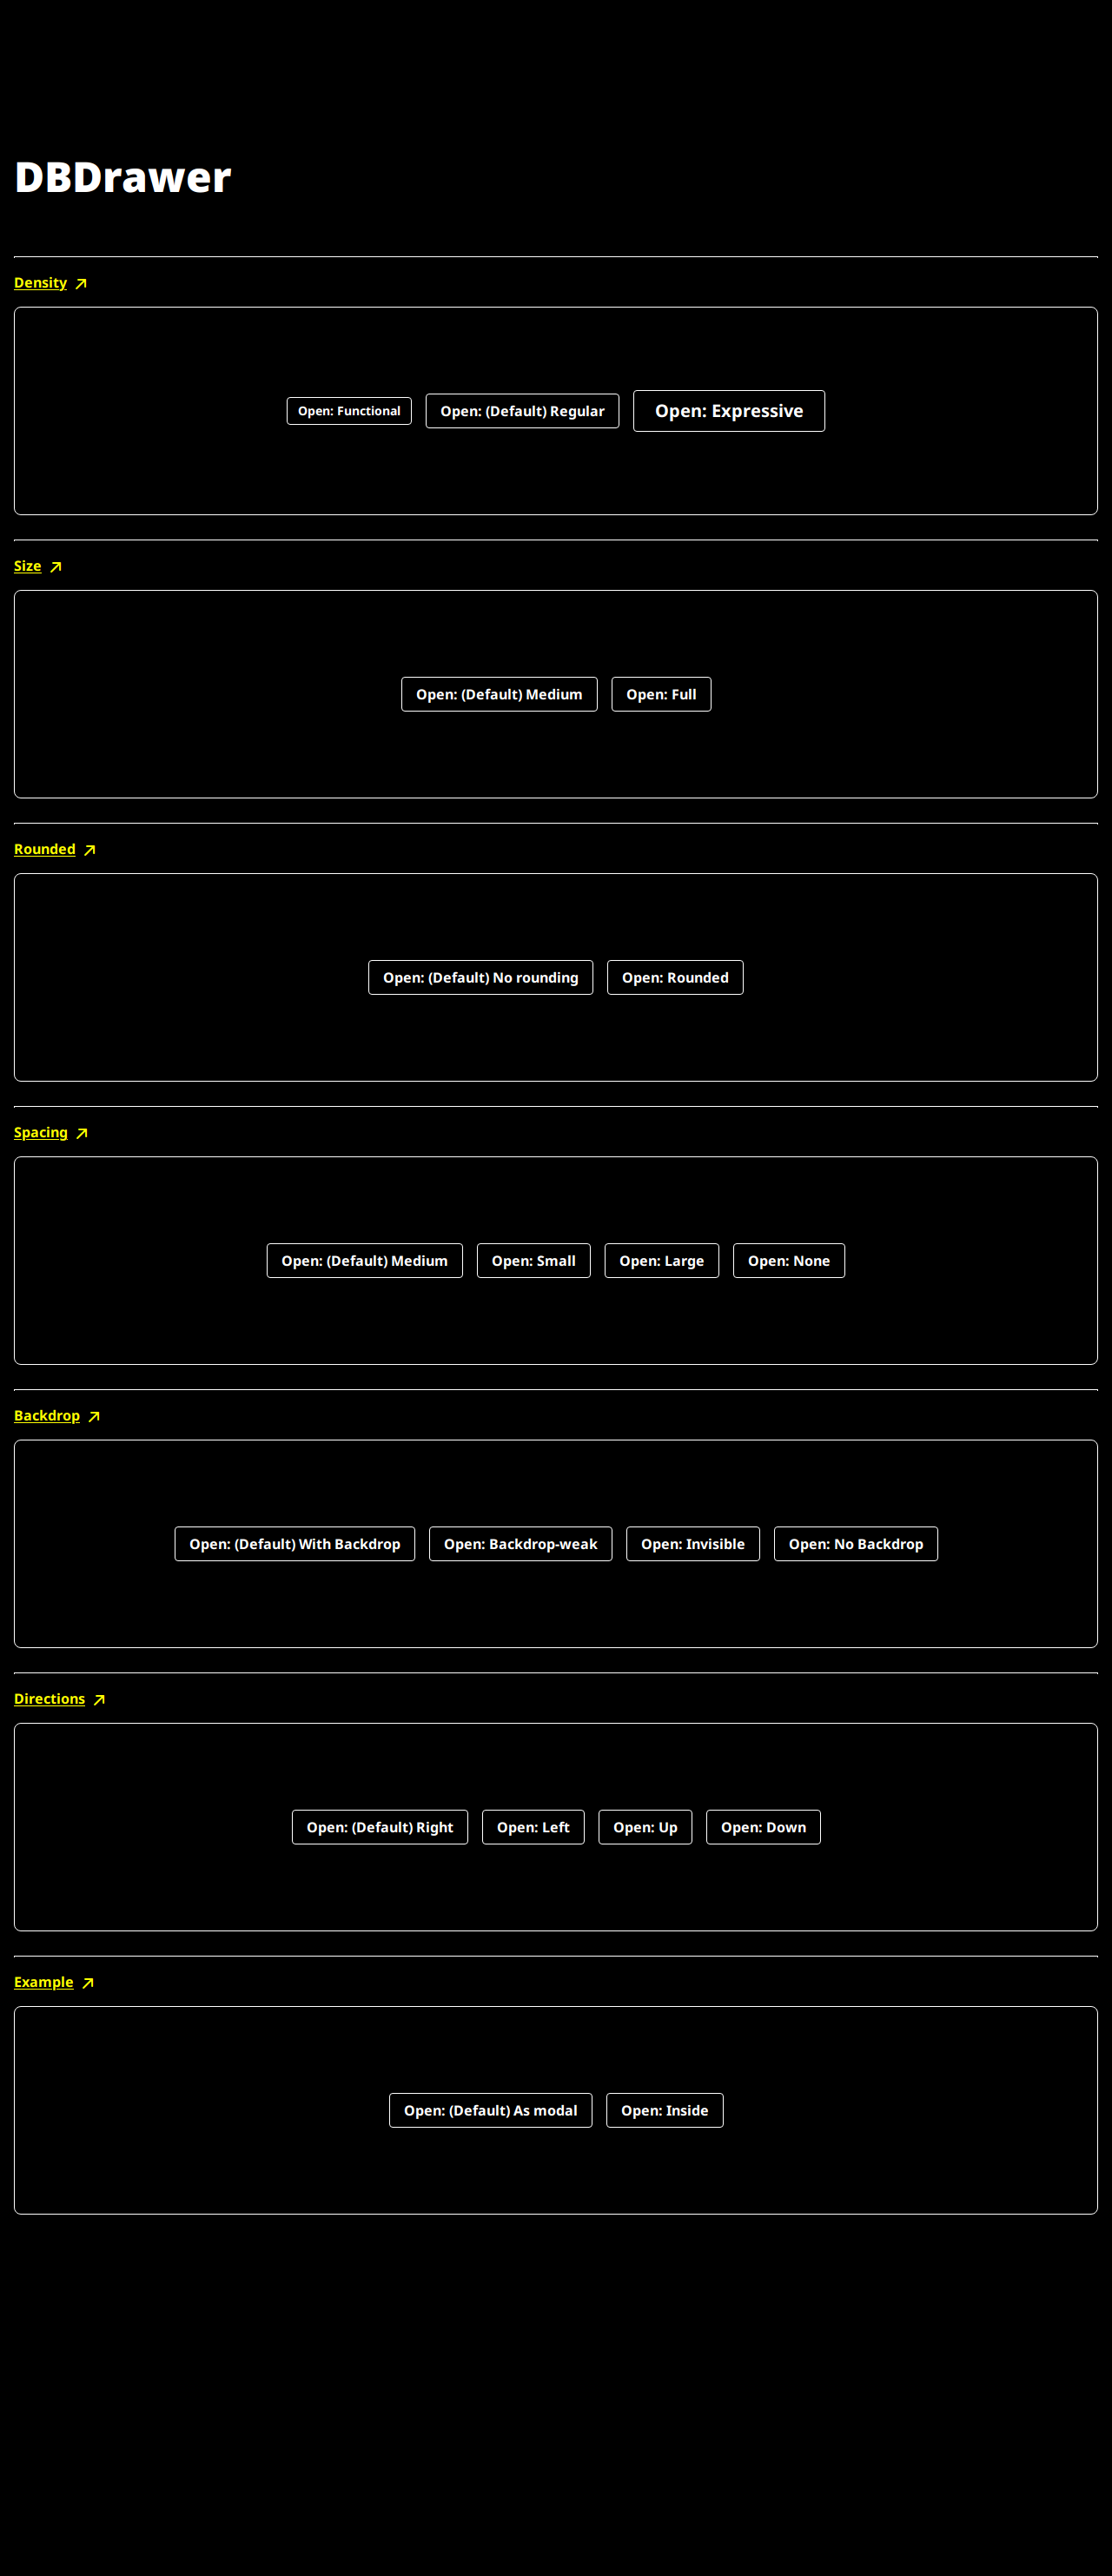 DBDrawer
Density
Open: Functional Open: (Default) Regular Open: Expressive
Size
Open: (Default) Medium Open: Full
Rounded
Open: (Default) No rounding Open: Rounded
Spacing
Open: (Default) Medium Open: Small Open: Large Open: None
Backdrop
Open: (Default) With Backdrop Open: Backdrop-weak Open: Invisible Open: No Backdrop
Directions
Open: (Default) Right Open: Left Open: Up Open: Down
Example
Open: (Default) As modal Open: Inside